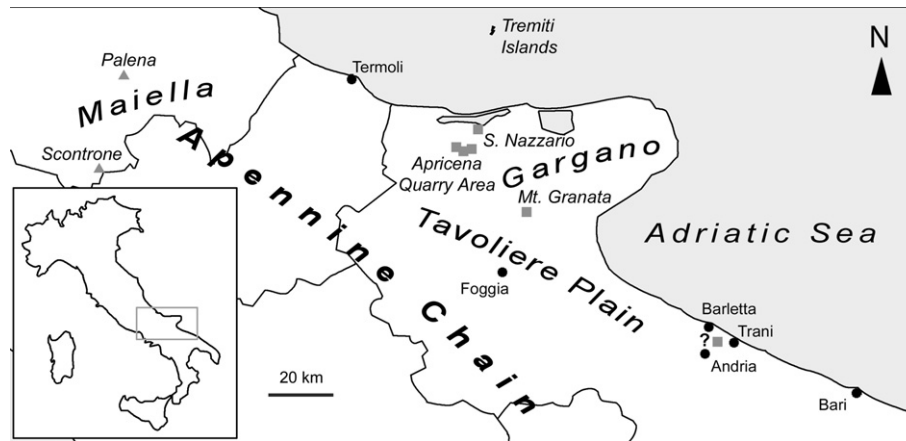 Tremiti
Islands
N
Palena
Termoli
Maiella
S. Nazzario
Scontrone
Apricena
Quarry Area
Gargano
Mt. Granata
Apennine Chain
Tavoliere Plain
Adriatic Sea
Foggia
Barletta
?
Trani
Andria
20 km
Bari